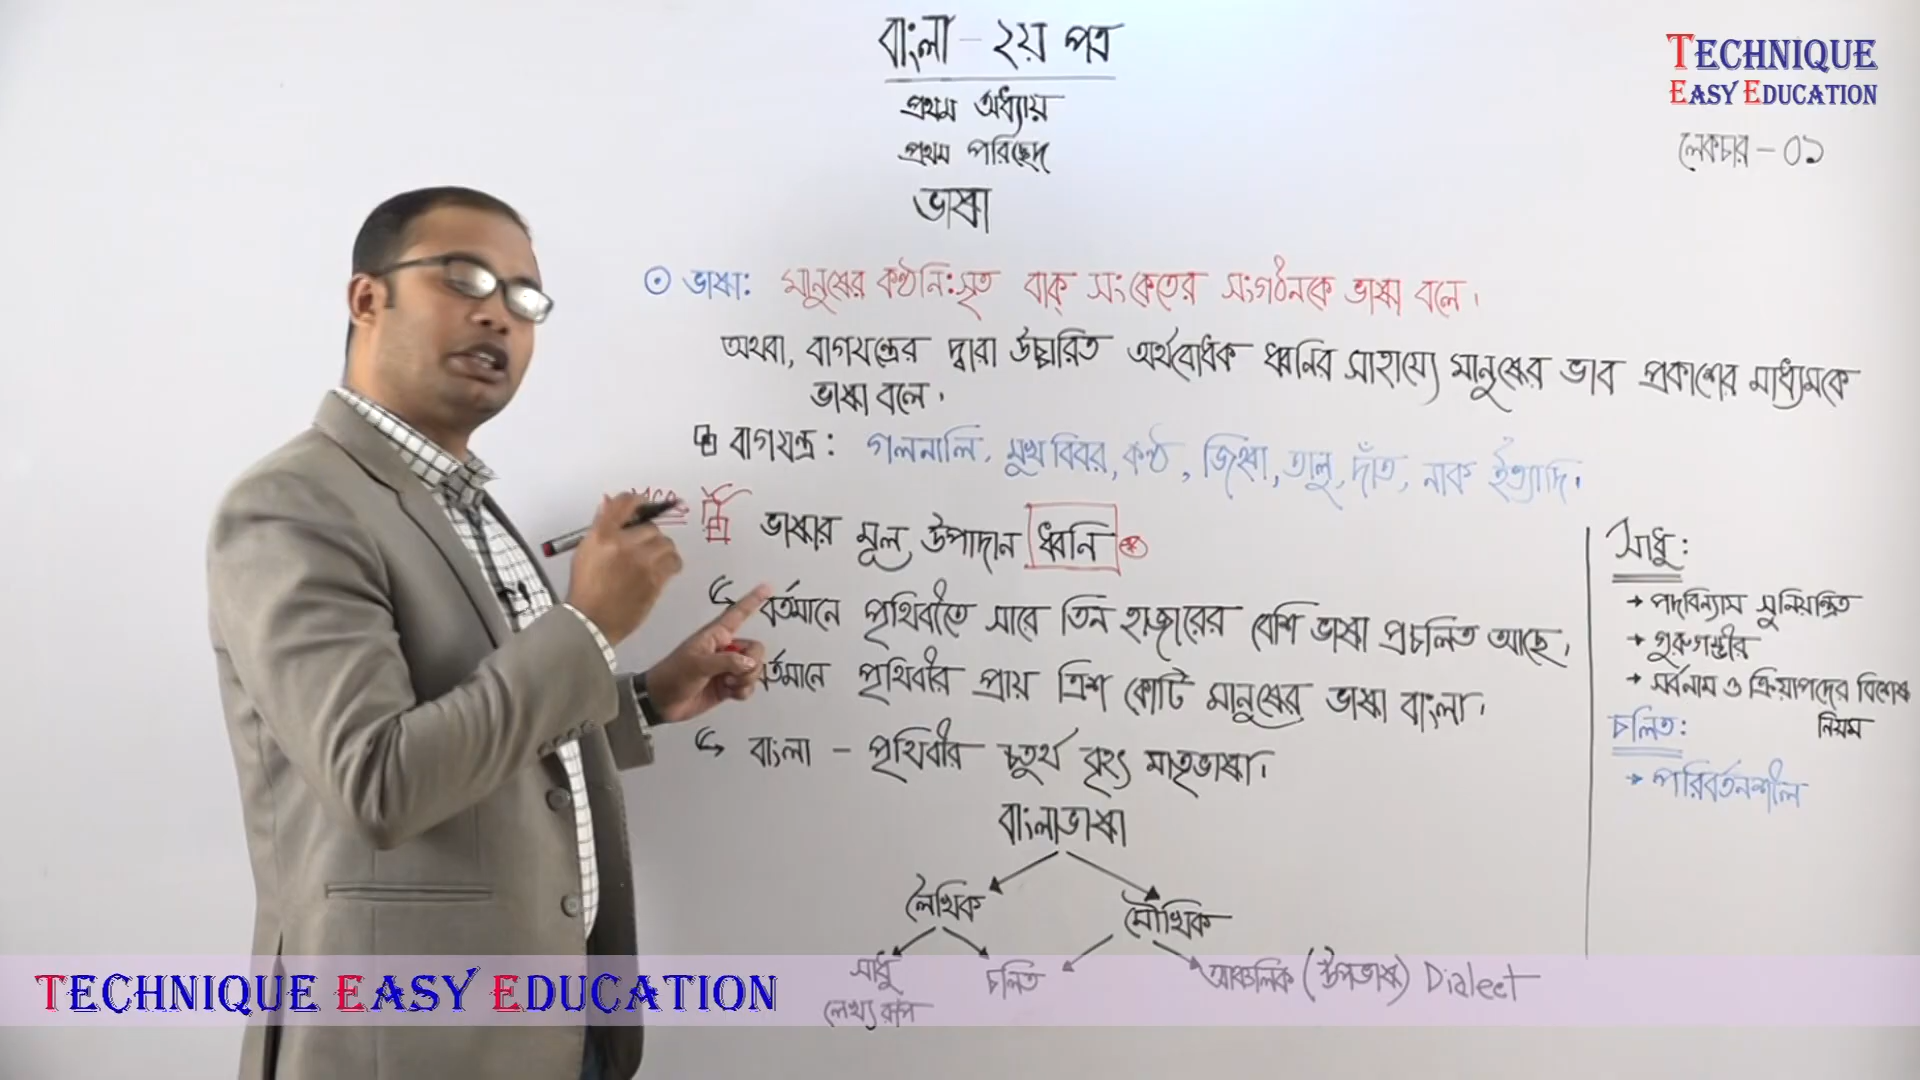 বাংলা - ২য় পত্র
প্রথম অধ্যায়
প্রথম পরিচ্ছেদ
ভাষা
TECHNIQUE
EASY EDUCATION
লেকচার - ০১
ভাষা: মানুষের কণ্ঠনি:সৃত বাক্ সংকেতের সংগঠনকে ভাষা বলে।
অথবা, বাগযন্ত্রের দ্বারা উচ্চারিত অর্থবোধক ধ্বনির সাহায্যে মানুষের ভাব প্রকাশের মাধ্যমকে
ভাষা বলে।
বাগযন্ত্র: গলনালি, মুখবিবর, কণ্ঠ, জিহ্বা, তালু, দাঁত, নাক ইত্যাদি।
ভাষার মূল উপাদান ধ্বনি
বর্তমানে পৃথিবীতে সারে তিন হাজারের বেশি ভাষা প্রচলিত আছে।
বর্তমানে পৃথিবীর প্রায় ত্রিশ কোটি মানুষের ভাষা বাংলা।
বাংলা - পৃথিবীর চতুর্থ বৃহৎ মাতৃভাষা।
বাংলাভাষা
লৈখিক মৌখিক
সাধু চলিত আঞ্চলিক (উপভাষা) Dialect
লেখ্য রূপ
সাধু:
→ পদবিন্যাস সুনিয়ন্ত্রিত
→ গুরুগম্ভীর
→ সর্বনাম ও ক্রিয়াপদের বিশেষ
নিয়ম
চলিত:
→ পরিবর্তনশীল
TECHNIQUE EASY EDUCATION